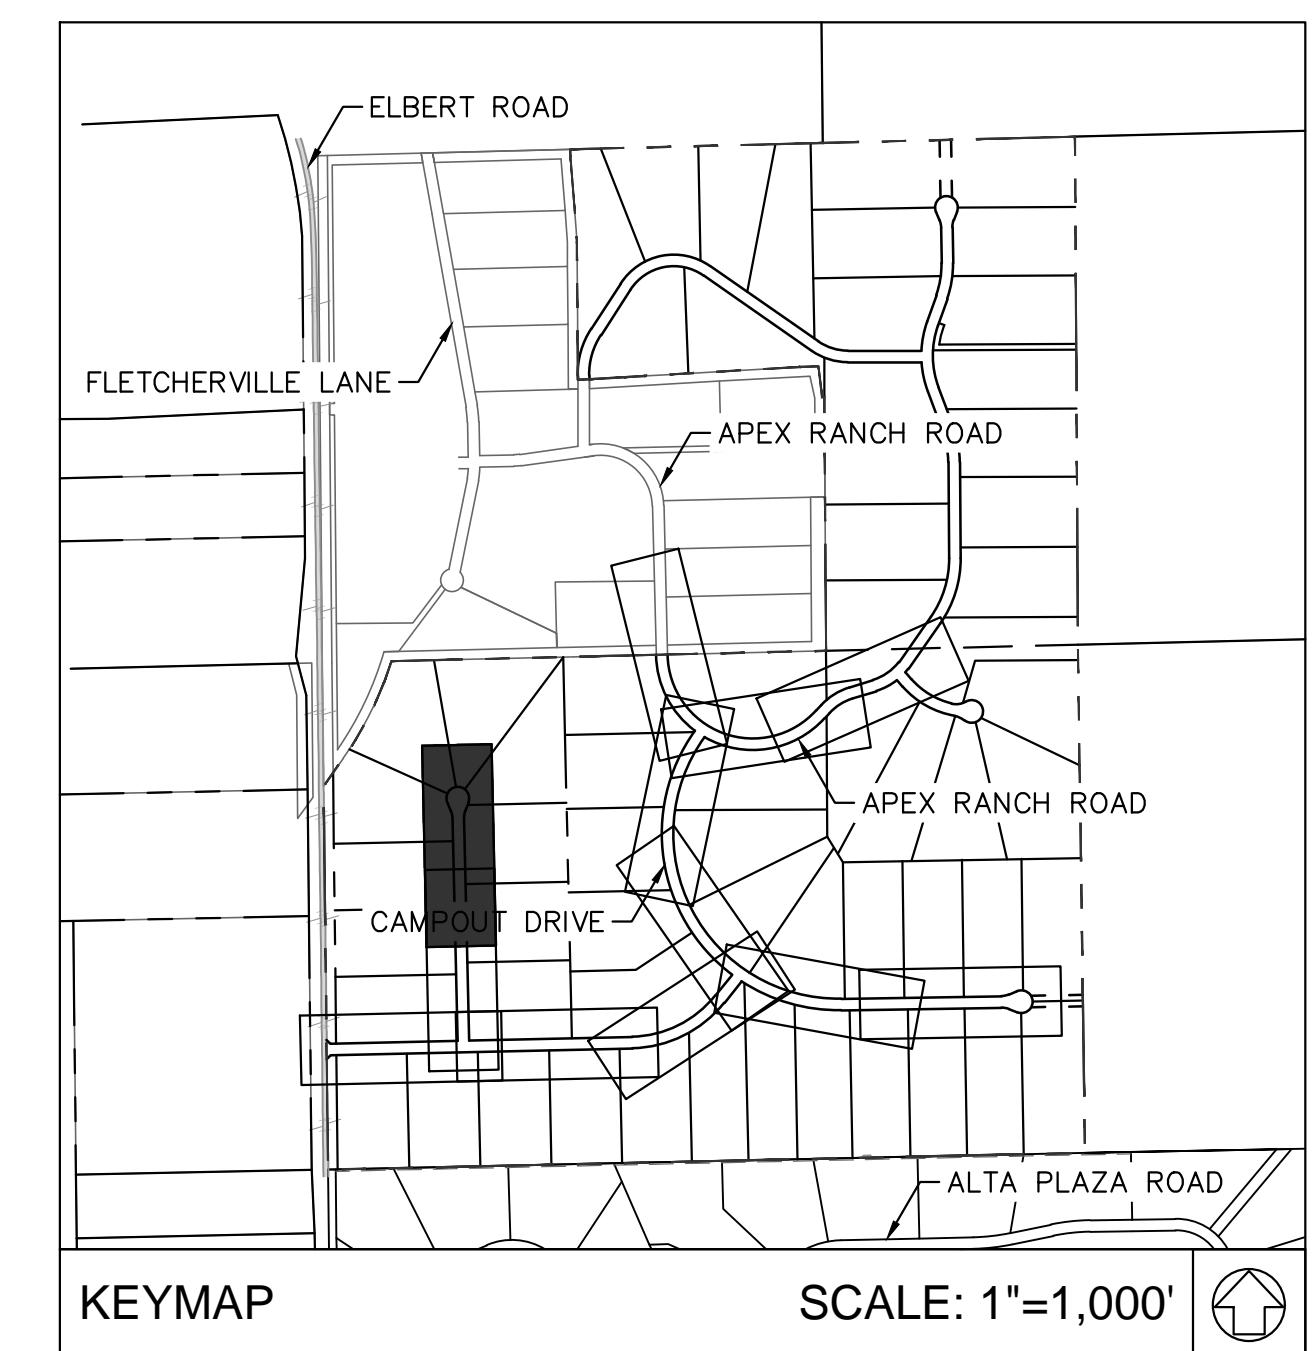 ELBERT ROAD
FLETCHERVILLE LANE
APEX RANCH ROAD
APEX RANCH ROAD
CAMPOUT DRIVE
ALTA PLAZA ROAD
KEYMAP
SCALE: 1"=1,000'